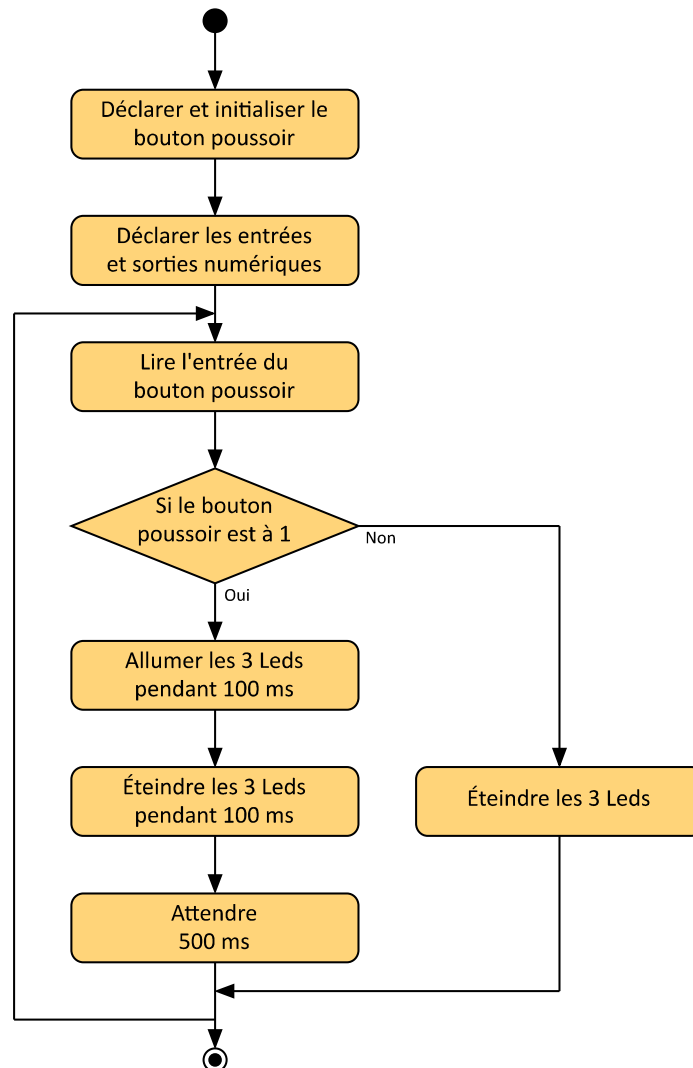 Déclarer et initialiser le
bouton poussoir
Déclarer les entrées
et sorties numériques
Lire l'entrée du
bouton poussoir
Si le bouton
poussoir est à 1
Non
Oui
Allumer les 3 Leds
pendant 100 ms
Éteindre les 3 Leds
pendant 100 ms
Éteindre les 3 Leds
Attendre
500 ms